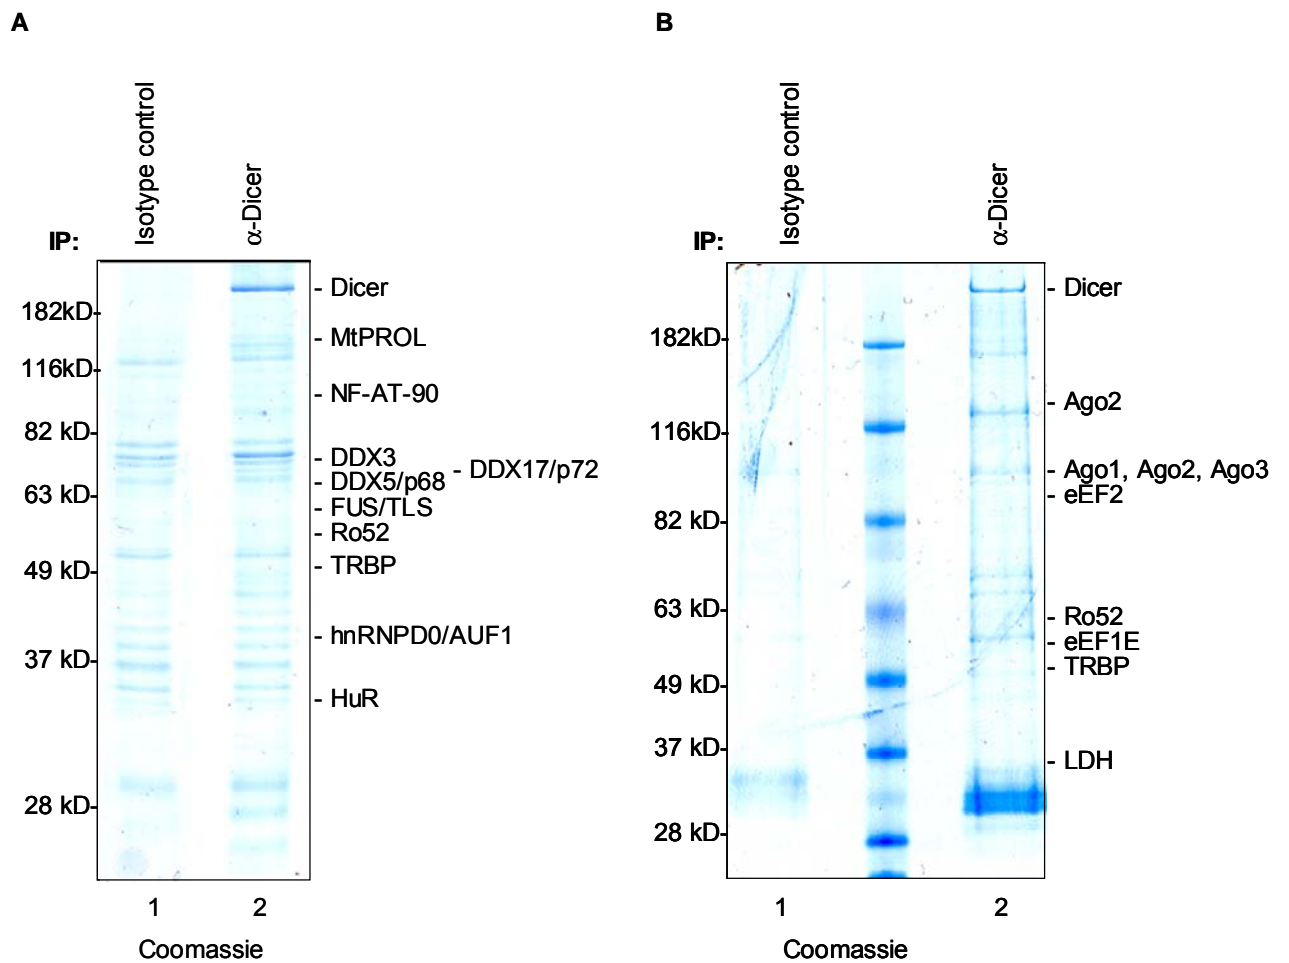 A
B
Isotype control
α-Dicer
Isotype control
α-Dicer
IP:
IP:
182kD-
116kD-
82 kD-
63 kD-
49 kD-
37 kD-
28 kD-
- Dicer
- MtPROL
- NF-AT-90
- DDX3
- DDX17/p72
- DDX5/p68
- FUS/TLS
- Ro52
- TRBP
- hnRNPD0/AUF1
- HuR
1 2
Coomassie
182kD-
116kD-
82 kD-
63 kD-
49 kD-
37 kD-
28 kD-
- Dicer
- Ago2
- Ago1, Ago2, Ago3
- eEF2
- Ro52
- eEF1E
- TRBP
- LDH
1 2
Coomassie